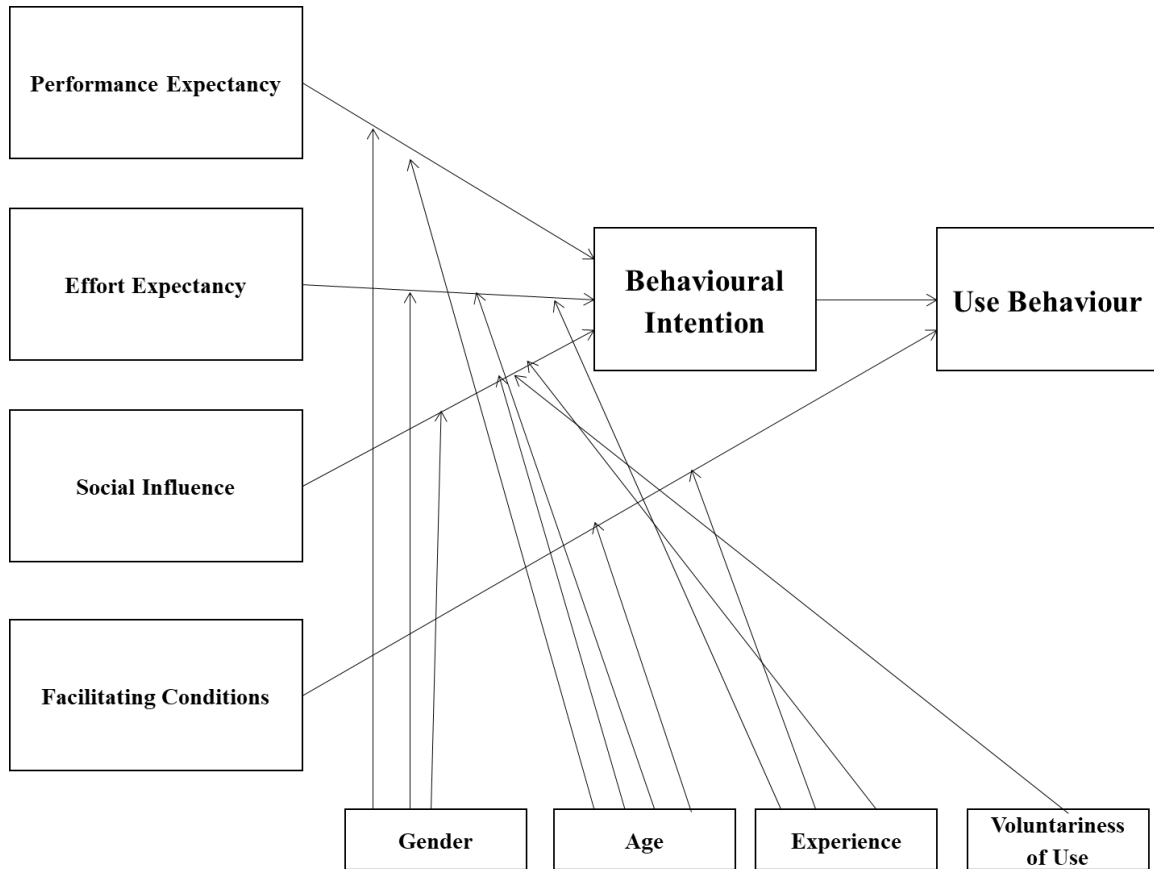 Performance Expectancy
Effort Expectancy
Behavioural
Intention
Use Behaviour
Social Influence
Facilitating Conditions
Gender
Age
Experience
Voluntariness
of Use